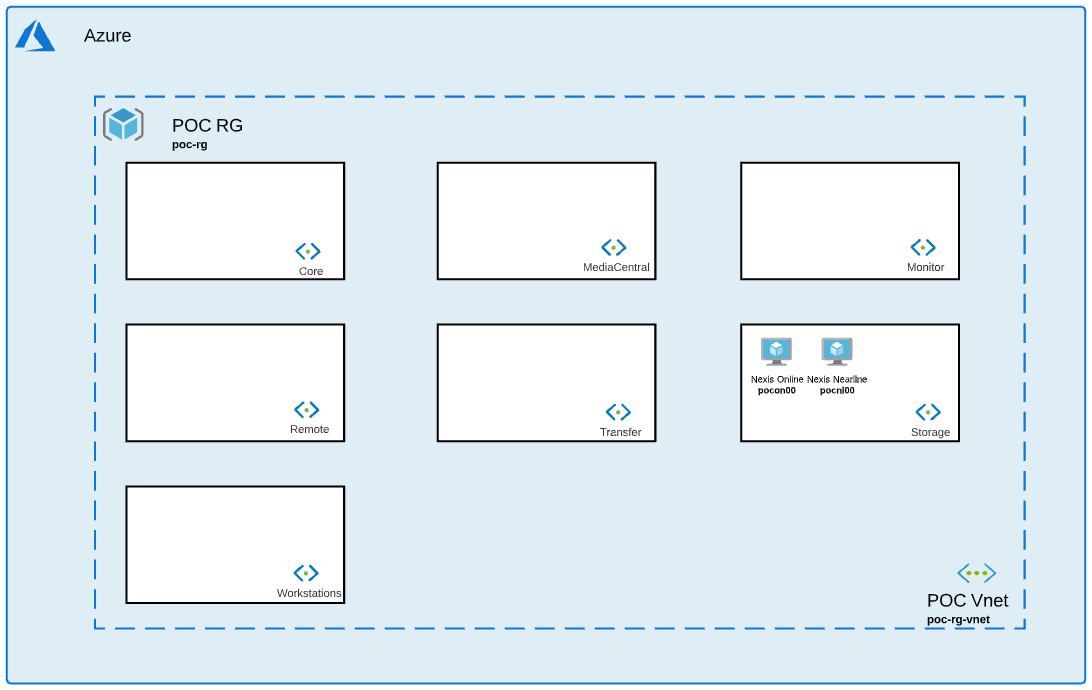 Azure
POC RG
poc-rg
Core
MediaCentral
Monitor
Nexis Online
pocon00
Nexis Nearline
pocnl00
Remote
Transfer
Storage
Workstations
POC Vnet
poc-rg-vnet